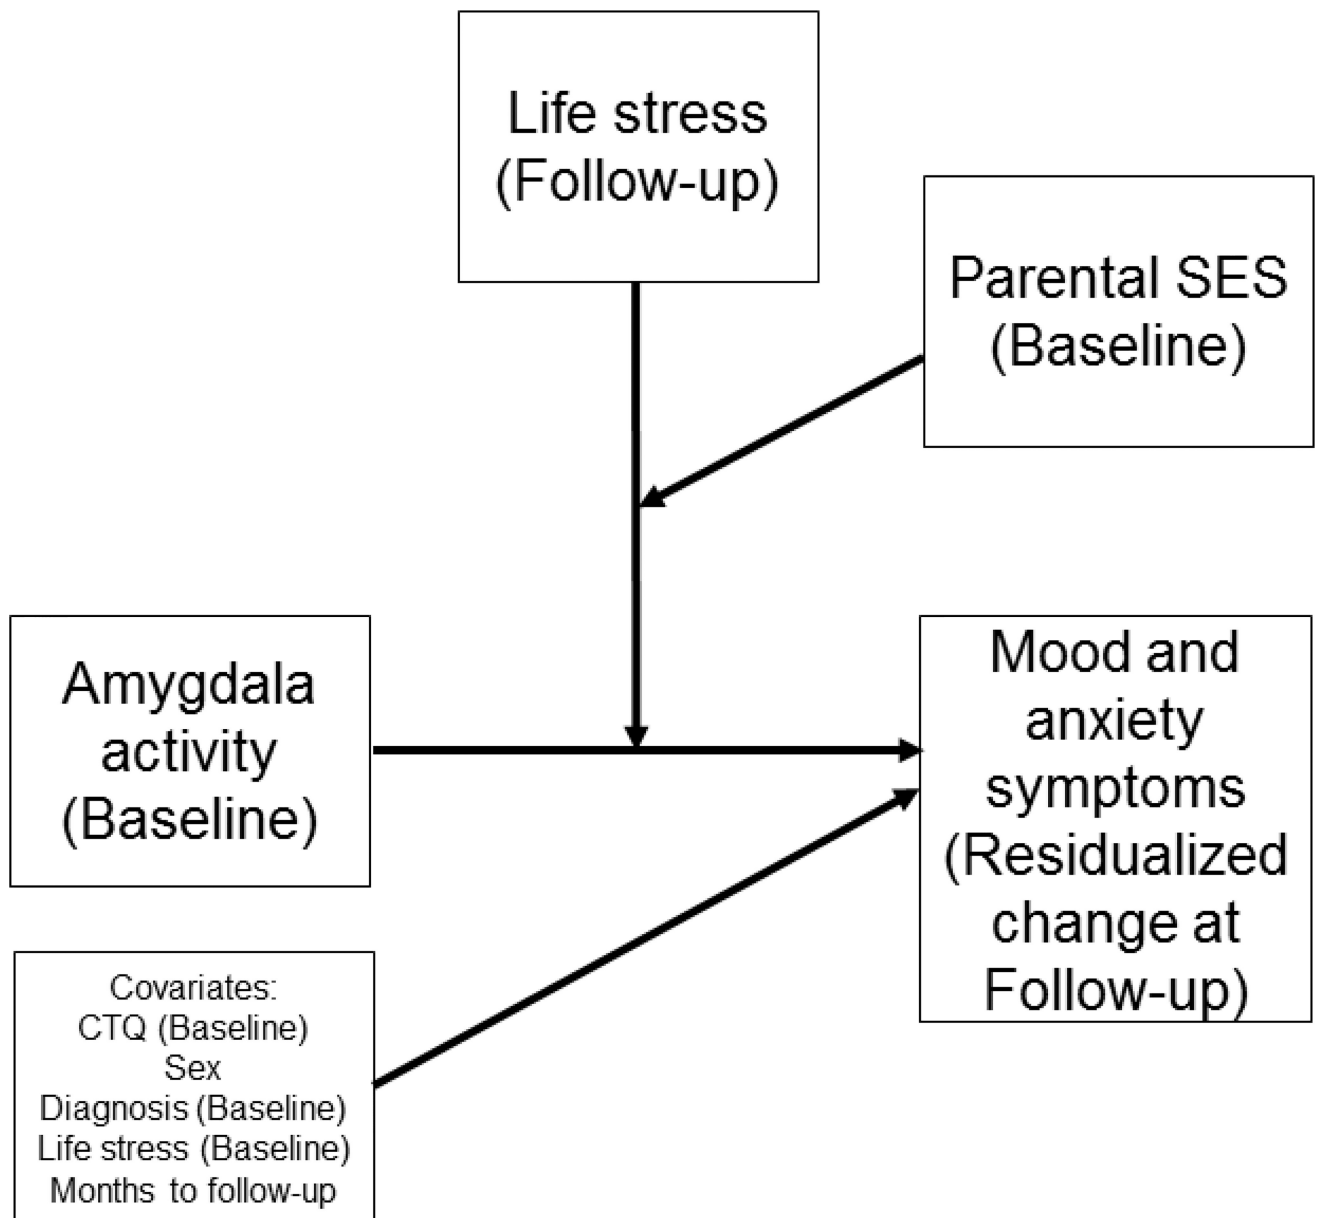 Life stress
(Follow-up)
Parental SES
(Baseline)
Amygdala
activity
(Baseline)
Mood and
anxiety
symptoms
(Residualized
change at
Follow-up)
Covariates:
CTQ (Baseline)
Sex
Diagnosis (Baseline)
Life stress (Baseline)
Months to follow-up